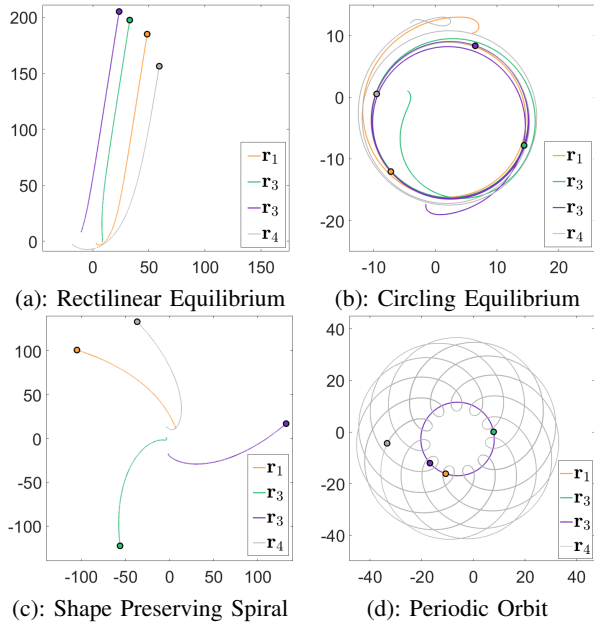 200
150
100
50
0
0 50 100 150
r1
r3
r3
r4
(a): Rectilinear Equilibrium
10
0
-10
-20
-10 0 10 20
r1
r3
r3
r4
(b): Circling Equilibrium
100
50
0
-50
-100
-100 -50 0 50 100
r1
r3
r3
r4
(c): Shape Preserving Spiral
40
20
0
-20
-40
-40 -20 0 20 40
r1
r3
r3
r4
(d): Periodic Orbit